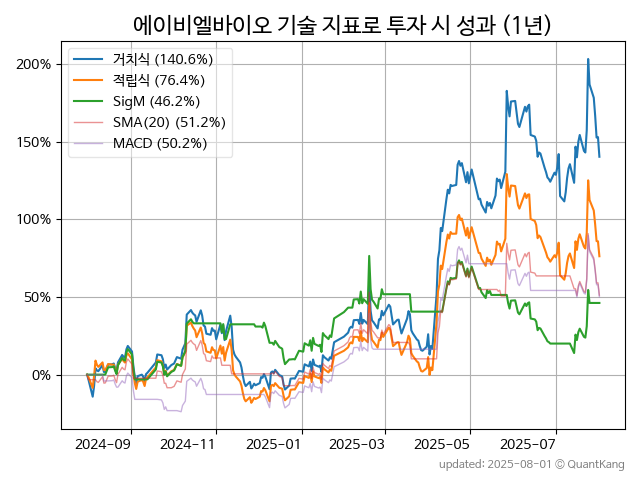 에이비엘바이오 기술 지표로 투자 시 성과 (1년)
거치식 (140.6%)
적립식 (76.4%)
SigM (46.2%)
SMA(20) (51.2%)
MACD (50.2%)
200%
150%
100%
50%
0%
2024-09 2024-11 2025-01 2025-03 2025-05 2025-07
updated: 2025-08-01 © QuantKang